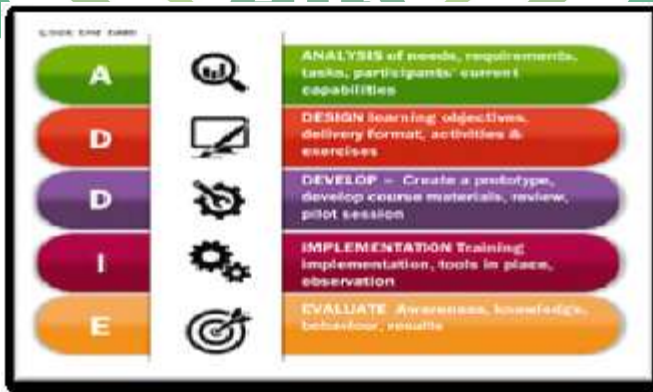 A
ANALYSIS of needs, requirements,
tasks, participants' current
capabilities
D
DESIGN learning objectives,
delivery format, activities &
exercises
D
DEVELOP – Create a prototype,
develop course materials, review,
pilot session
I
IMPLEMENTATION Training
implementation, tools in place,
observation
E
EVALUATE Awareness, knowledge,
behaviour, results